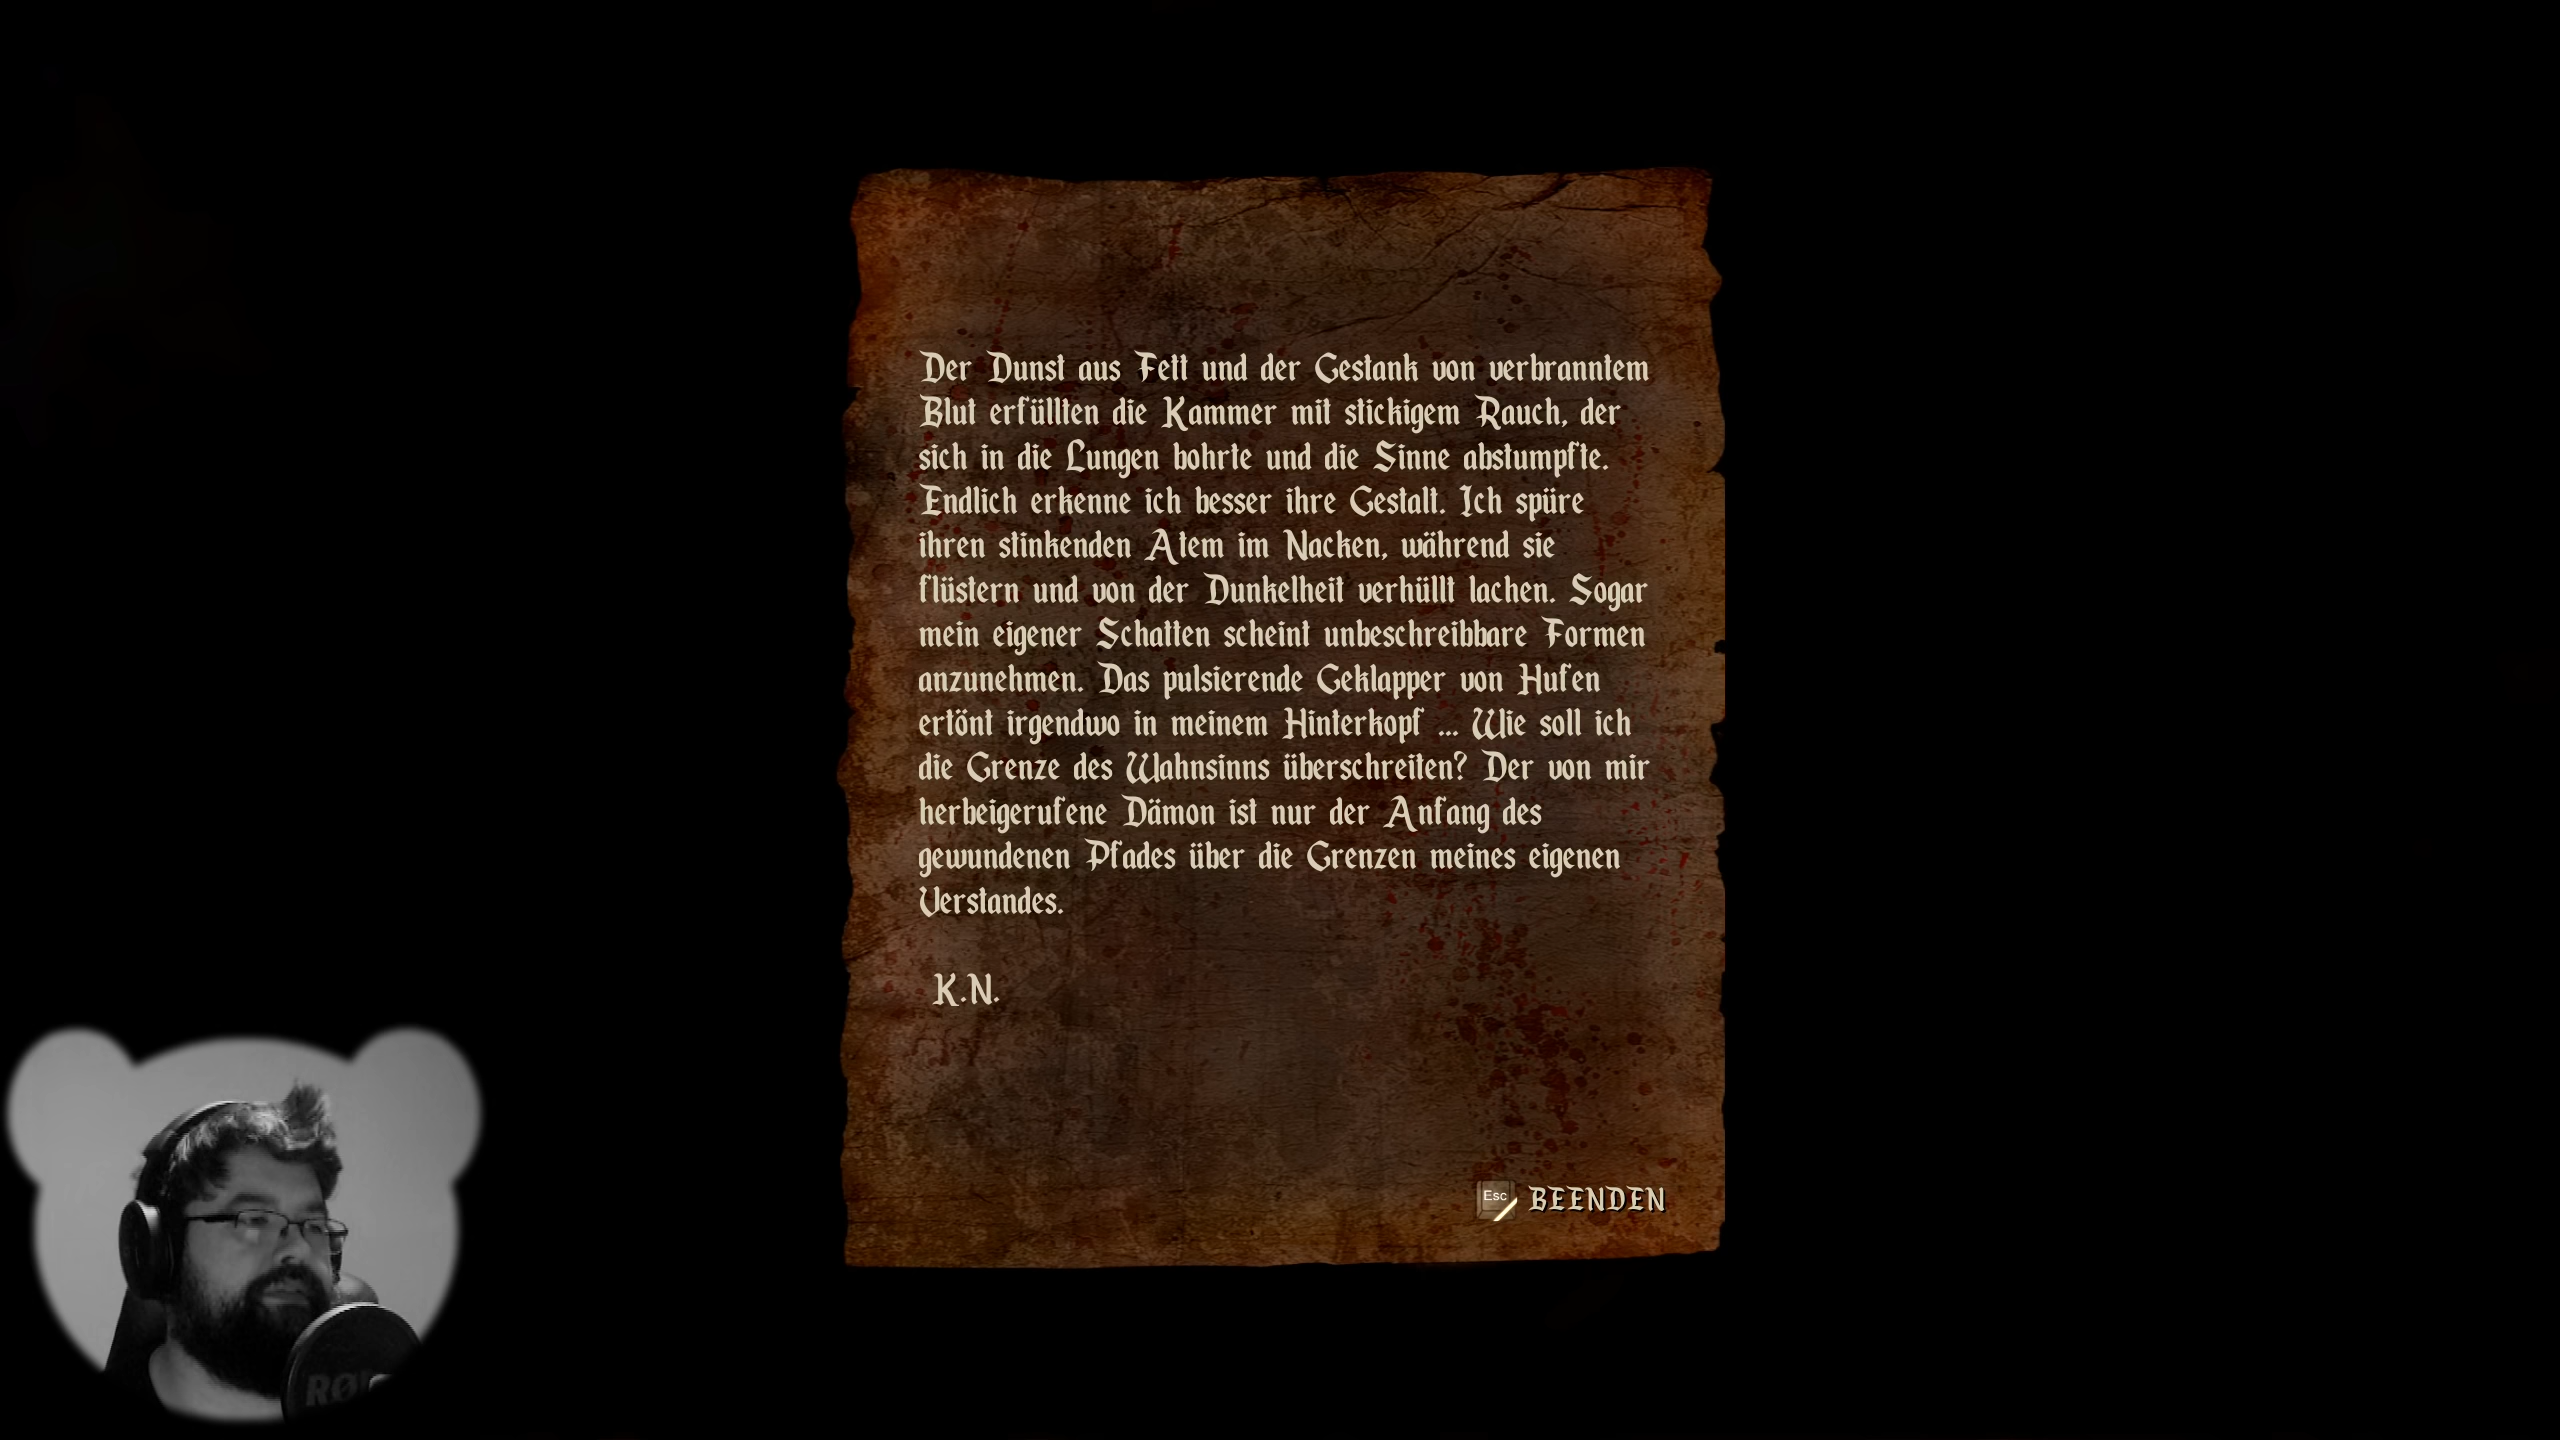 Der Dunst aus Fett und der Gestank von verbranntem
Blut erfüllten die Kammer mit stickigem Rauch, der
sich in die Lungen bohrte und die Sinne abstumpfte.
Endlich erkenne ich besser ihre Gestalt. Ich spüre
ihren stinkenden Atem im Nacken, während sie
flüstern und von der Dunkelheit verhüllt lachen. Sogar
mein eigener Schatten scheint unbeschreibbare Formen
anzunehmen. Das pulsierende Geklapper von Hufen
ertönt irgendwo in meinem Hinterkopf ... Wie soll ich
die Grenze des Wahnsinns überschreiten? Der von mir
herbeigerufene Dämon ist nur der Anfang des
gewundenen Pfades über die Grenzen meines eigenen
Verstandes.
K.N.
Esc BEENDEN